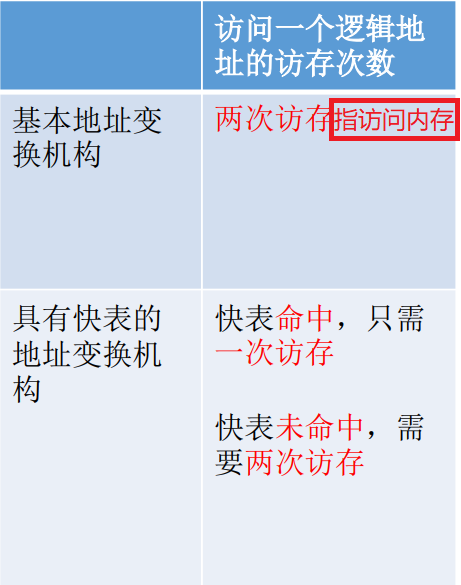 访问一个逻辑地
址的访存次数
基本地址变
换机构
两次访存指访问内存
具有快表的
地址变换机
构
快表命中，只需
一次访存
快表未命中，需
要两次访存